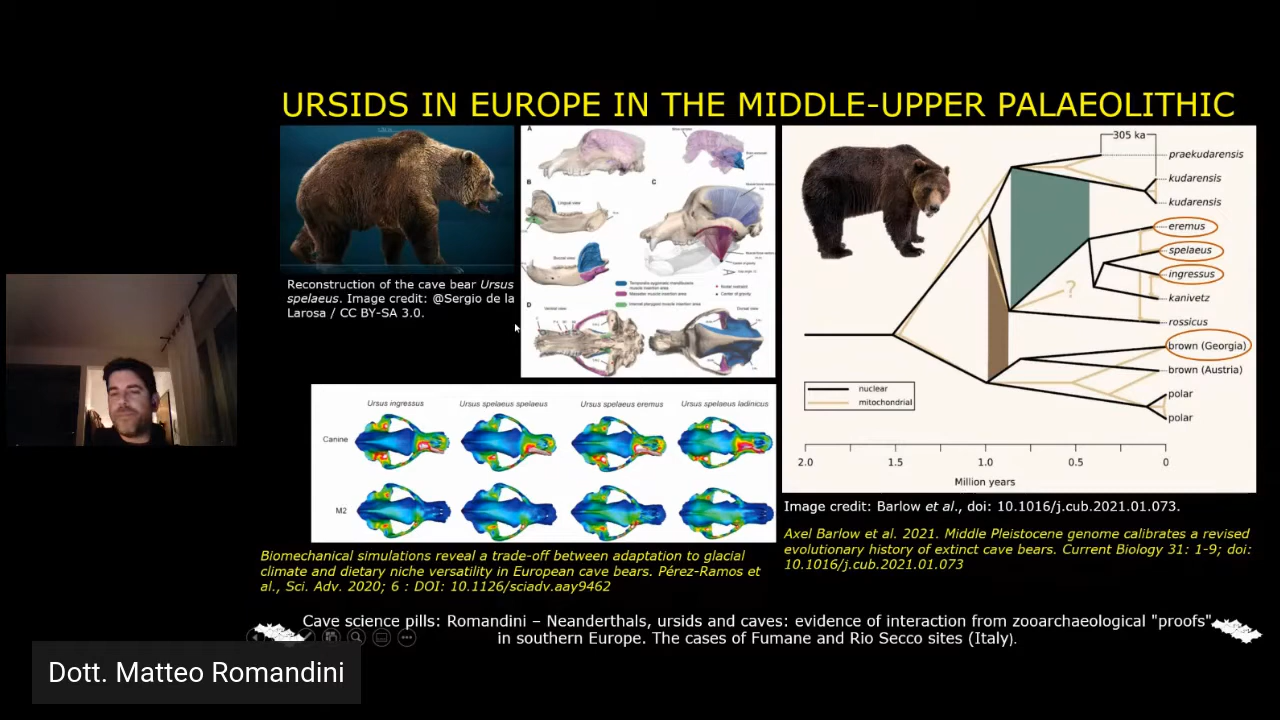 URSIDS IN EUROPE IN THE MIDDLE-UPPER PALAEOLITHIC
Reconstruction of the cave bear Ursus
spelaeus. Image credit: @Sergio de la
Larosa / CC BY-SA 3.0.
A
B
C
D
Lingual view
Dorsal view
Ventral view
Dorsal view
305 ka
praekudarensis
kudarensis
kudarensis
eremus
spelaeus
ingressus
kanivetz
rossicus
brown (Georgia)
brown (Austria)
polar
polar
?
nuclear
mitochondrial
2.0 1.5 1.0 0.5 0
Million years
Ursus ingressus Ursus spelaeus spelaeus Ursus spelaeus eremus Ursus spelaeus ladinicus
Canine
M2
Image credit: Barlow et al., doi: 10.1016/j.cub.2021.01.073.
Axel Barlow et al. 2021. Middle Pleistocene genome calibrates a revised
evolutionary history of extinct cave bears. Current Biology 31: 1-9; doi:
10.1016/j.cub.2021.01.073
Biomechanical simulations reveal a trade-off between adaptation to glacial
climate and dietary niche versatility in European cave bears. Pérez-Ramos et
al., Sci. Adv. 2020; 6 : DOI: 10.1126/sciadv.aay9462
Cave science pills: Romandini – Neanderthals, ursids and caves: evidence of interaction from zooarchaeological "proofs"
in southern Europe. The cases of Fumane and Rio Secco sites (Italy).
Dott. Matteo Romandini